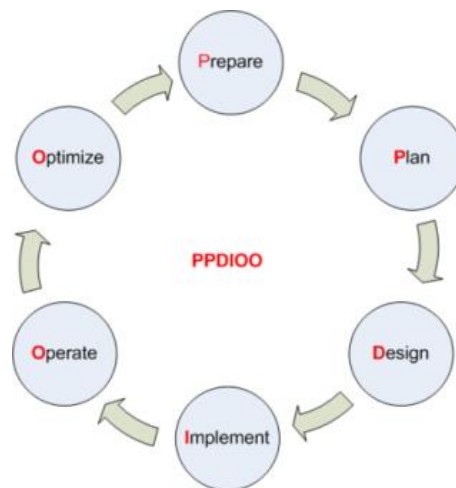 Prepare
Plan
Design
Implement
Operate
Optimize
PPDIOO